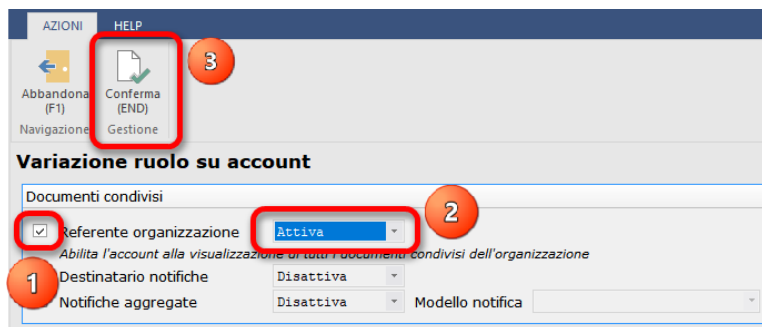 AZIONI HELP
Abbandona Conferma
(F1) (END)
Navigazione Gestione
3
Variazione ruolo su account
Documenti condivisi
2
Referente organizzazione Attiva
Abilita l'account alla visualizzazione di tutti i documenti condivisi dell'organizzazione
1
Destinatario notifiche Disattiva
Notifiche aggregate Disattiva Modello notifica